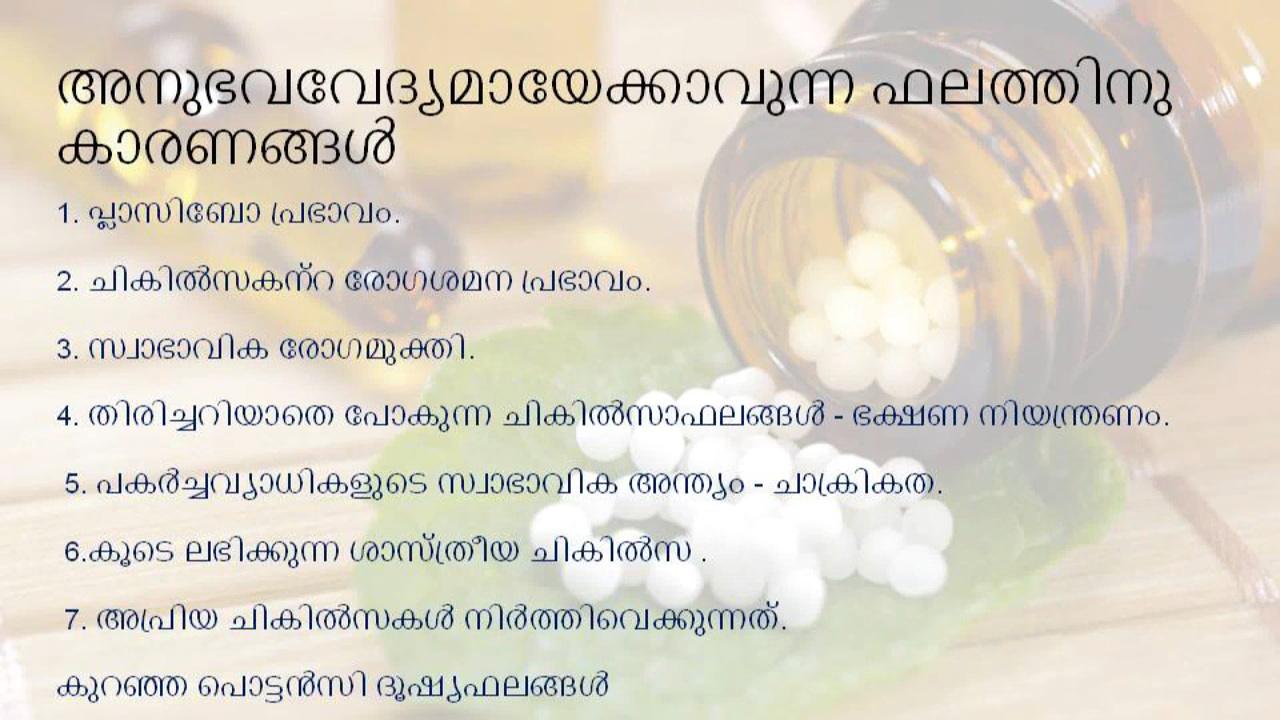 അനുഭവവേദ്യമായേക്കാവുന്ന ഫലത്തിനു
കാരണങ്ങൾ
1. പ്ലാസിബോ പ്രഭാവം.
2. ചികിൽസകന്റ രോഗശമന പ്രഭാവം.
3. സ്വാഭാവിക രോഗമുക്തി.
4. തിരിച്ചറിയാതെ പോകുന്ന ചികിൽസാഫലങ്ങൾ - ഭക്ഷണ നിയന്ത്രണം.
5. പകർച്ചവ്യാധികളുടെ സ്വാഭാവിക അന്ത്യം - ചാക്രികത.
6.കൂടെ ലഭിക്കുന്ന ശാസ്ത്രീയ ചികിൽസ .
7. അപ്രിയ ചികിൽസകൾ നിർത്തിവെക്കുന്നത്.
കുറഞ്ഞ പൊട്ടൻസി ദൂഷ്യഫലങ്ങൾ